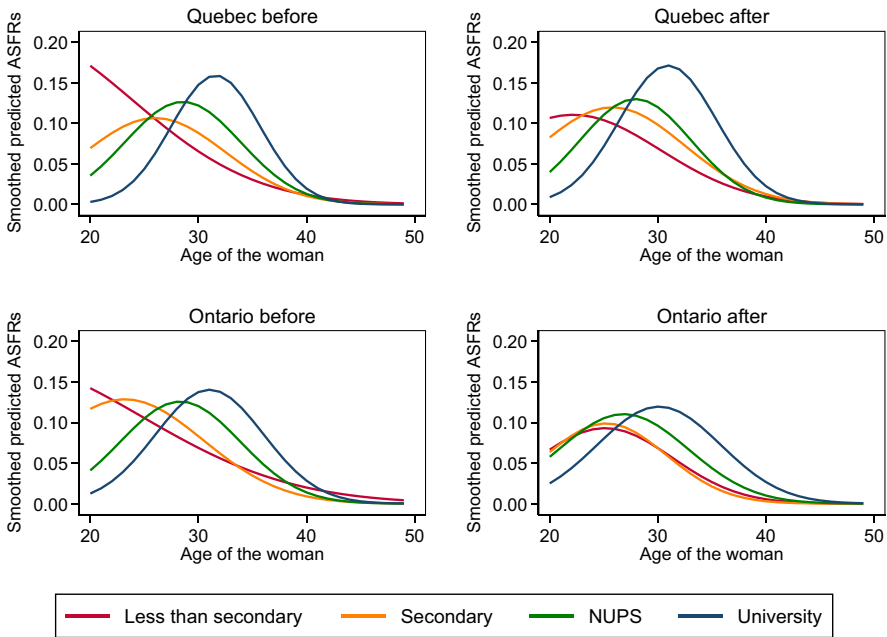 Quebec before
Smoothed predicted ASFRs
0.20
0.15
0.10
0.05
0.00
20 30 40 50
Age of the woman
Quebec after
Smoothed predicted ASFRs
0.20
0.15
0.10
0.05
0.00
20 30 40 50
Age of the woman
Ontario before
Smoothed predicted ASFRs
0.20
0.15
0.10
0.05
0.00
20 30 40 50
Age of the woman
Ontario after
Smoothed predicted ASFRs
0.20
0.15
0.10
0.05
0.00
20 30 40 50
Age of the woman
Less than secondary Secondary NUPS University